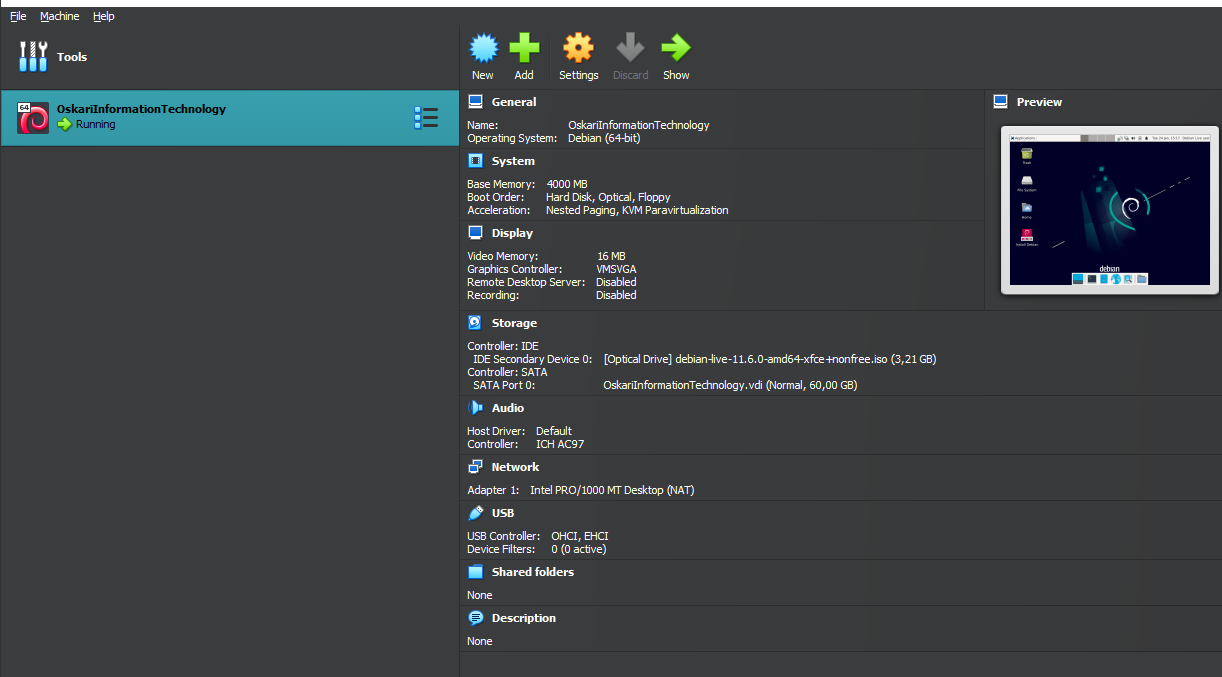 File Machine Help
Tools
New Add Settings Discard Show
64
OskariInformationTechnology
Running
General
Name: OskariInformationTechnology
Operating System: Debian (64-bit)
System
Base Memory: 4000 MB
Boot Order: Hard Disk, Optical, Floppy
Acceleration: Nested Paging, KVM Paravirtualization
Display
Video Memory: 16 MB
Graphics Controller: VMSVGA
Remote Desktop Server: Disabled
Recording: Disabled
Storage
Controller: IDE
IDE Secondary Device 0: [Optical Drive] debian-live-11.6.0-amd64-xfce+nonfree.iso (3,21 GB)
Controller: SATA
SATA Port 0: OskariInformationTechnology.vdi (Normal, 60,00 GB)
Audio
Host Driver: Default
Controller: ICH AC97
Network
Adapter 1: Intel PRO/1000 MT Desktop (NAT)
USB
USB Controller: OHCI, EHCI
Device Filters: 0 (0 active)
Shared folders
None
Description
None
Preview
Applications
Debian Live user
Trash
File System
Home
Install Debian
debian